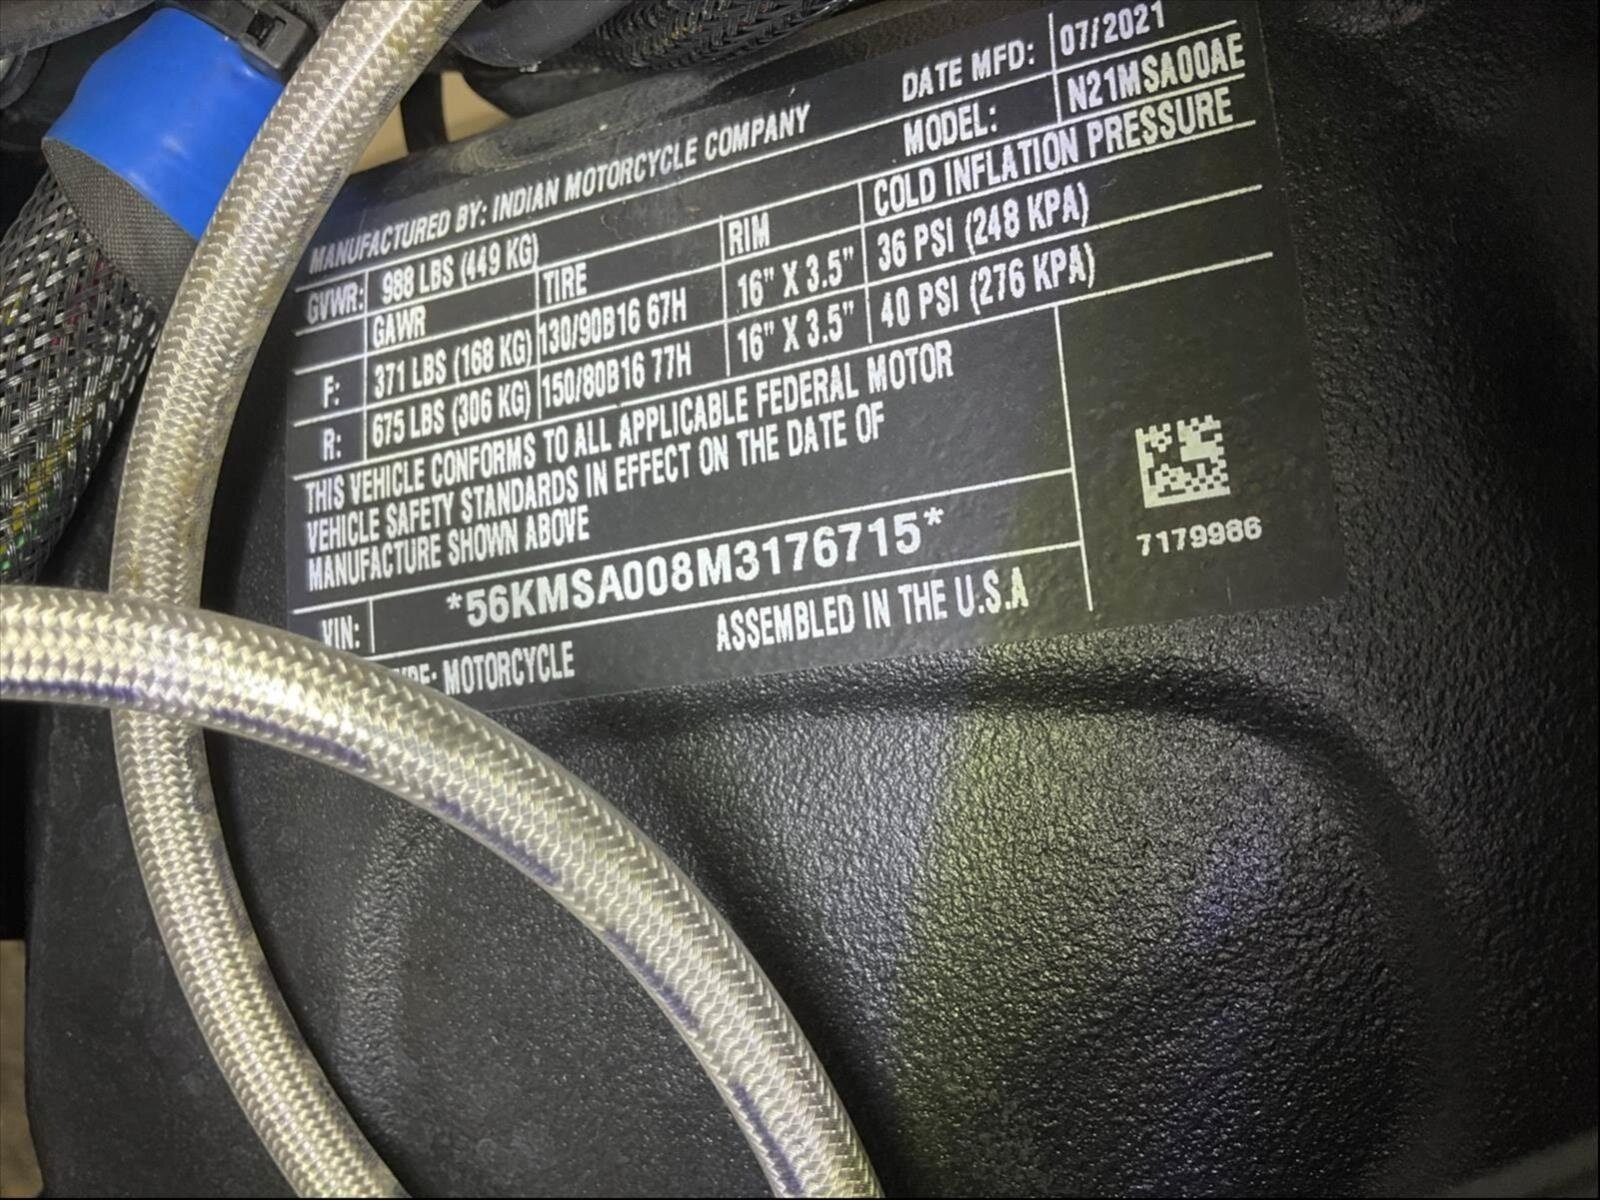 MANUFACTURED BY: INDIAN MOTORCYCLE COMPANY DATE MFD: 07/2021
GVWR: 988 LBS (449 KG) MODEL: N21MSA00AE
GAWR TIRE RIM COLD INFLATION PRESSURE
F: 371 LBS (168 KG) 130/90B16 67H 16" X 3.5" 36 PSI (248 KPA)
R: 675 LBS (306 KG) 150/80B16 77H 16" X 3.5" 40 PSI (276 KPA)
THIS VEHICLE CONFORMS TO ALL APPLICABLE FEDERAL MOTOR
VEHICLE SAFETY STANDARDS IN EFFECT ON THE DATE OF
MANUFACTURE SHOWN ABOVE
VIN: *56KMSA008M3176715*
MOTORCYCLE ASSEMBLED IN THE U.S.A
7179986